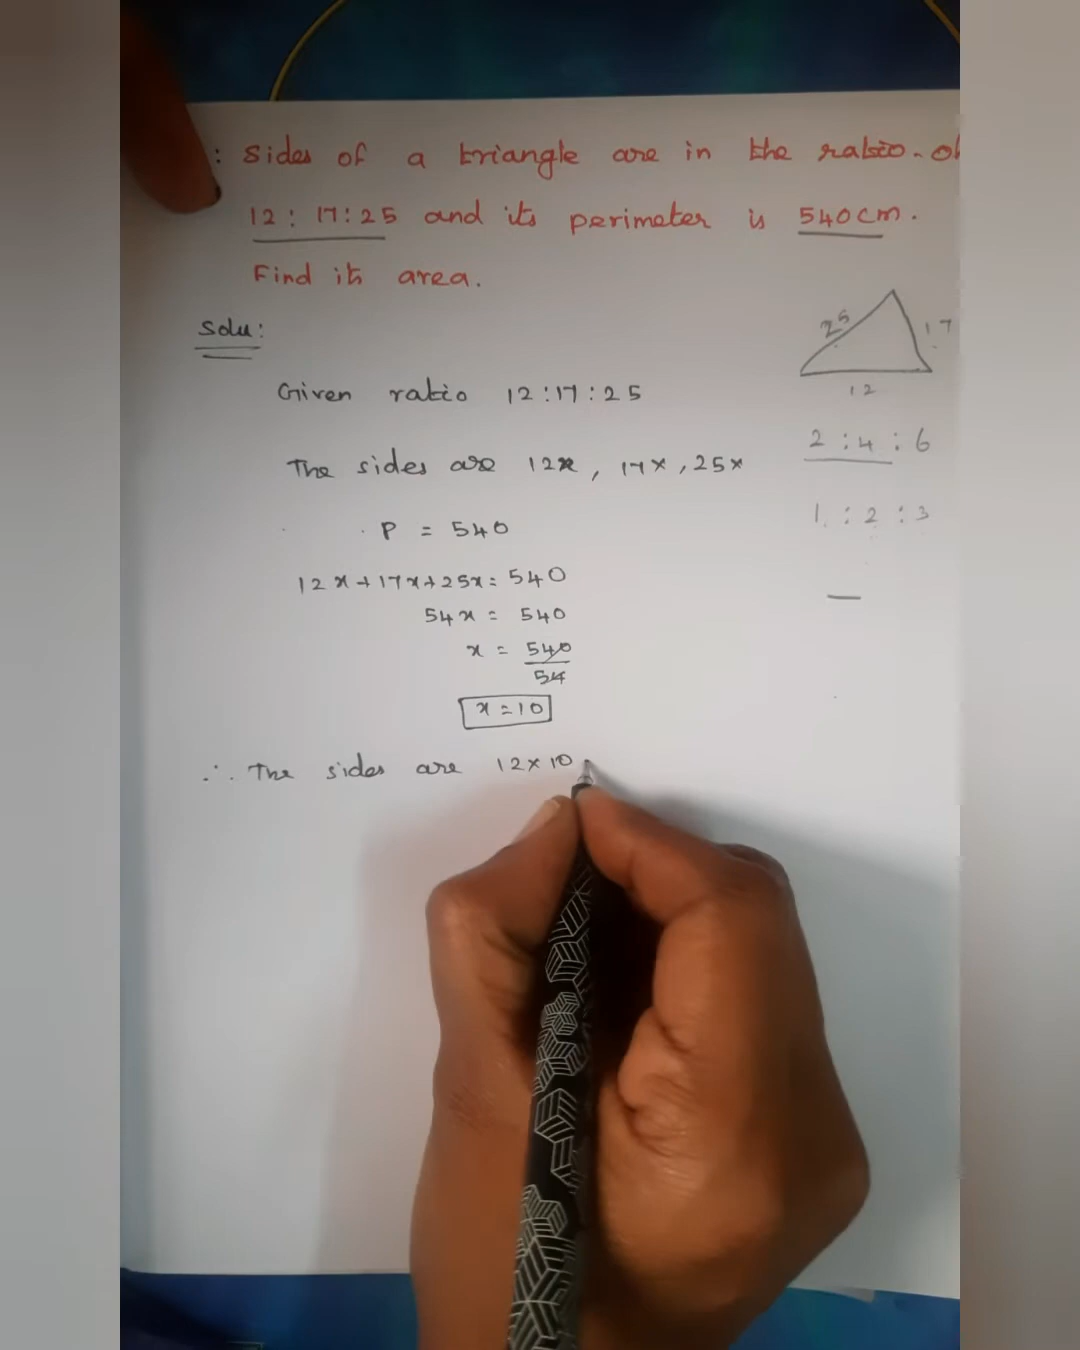 : Sides of a triangle are in the ratio of
12 : 17 : 25 and its perimeter is 540cm.
Find its area.
Solu:
Given ratio 12 : 17 : 25
The sides are 12x, 17x, 25x
P = 540
12x + 17x + 25x = 540
54x = 540
x = 540
54
x = 10
∴ The sides are 12 × 10
25
17
12
2 : 4 : 6
1 : 2 : 3